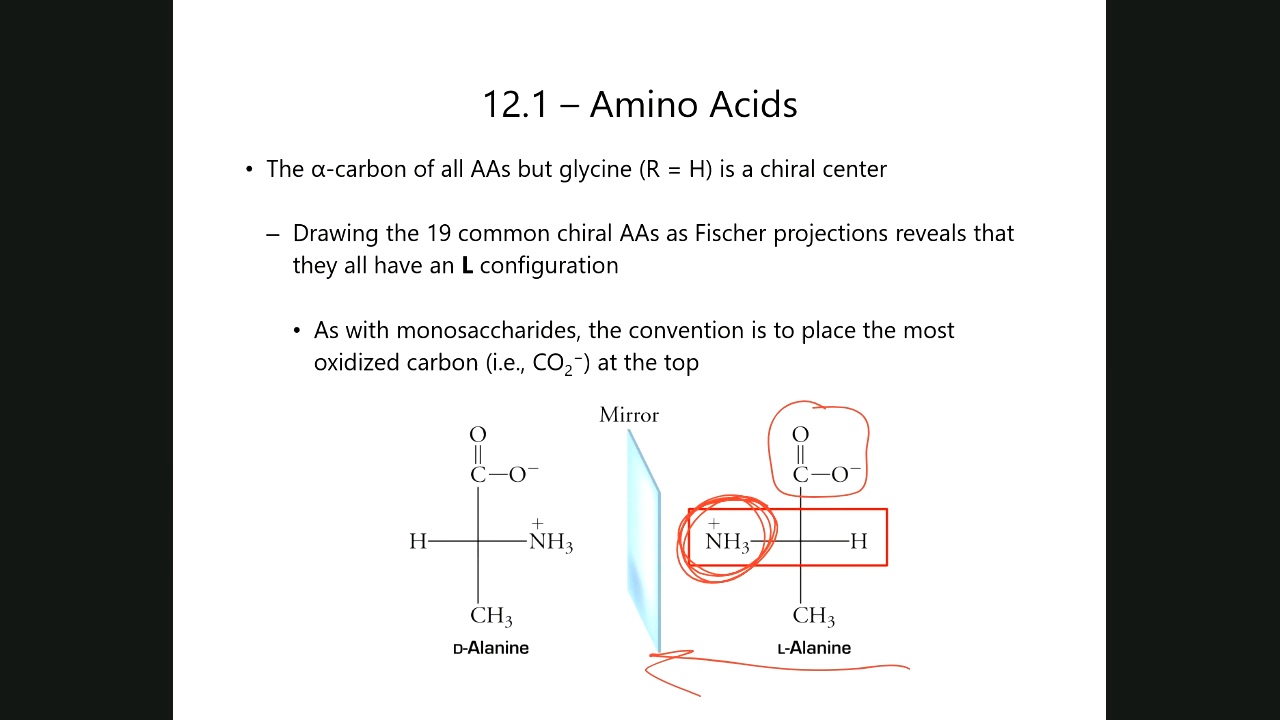 12.1 – Amino Acids
• The α-carbon of all AAs but glycine (R = H) is a chiral center
– Drawing the 19 common chiral AAs as Fischer projections reveals that
they all have an L configuration
• As with monosaccharides, the convention is to place the most
oxidized carbon (i.e., CO₂⁻) at the top
Mirror
O O
C—O⁻ C—O⁻
+ +
H NH₃ NH₃ H
CH₃ CH₃
D-Alanine L-Alanine